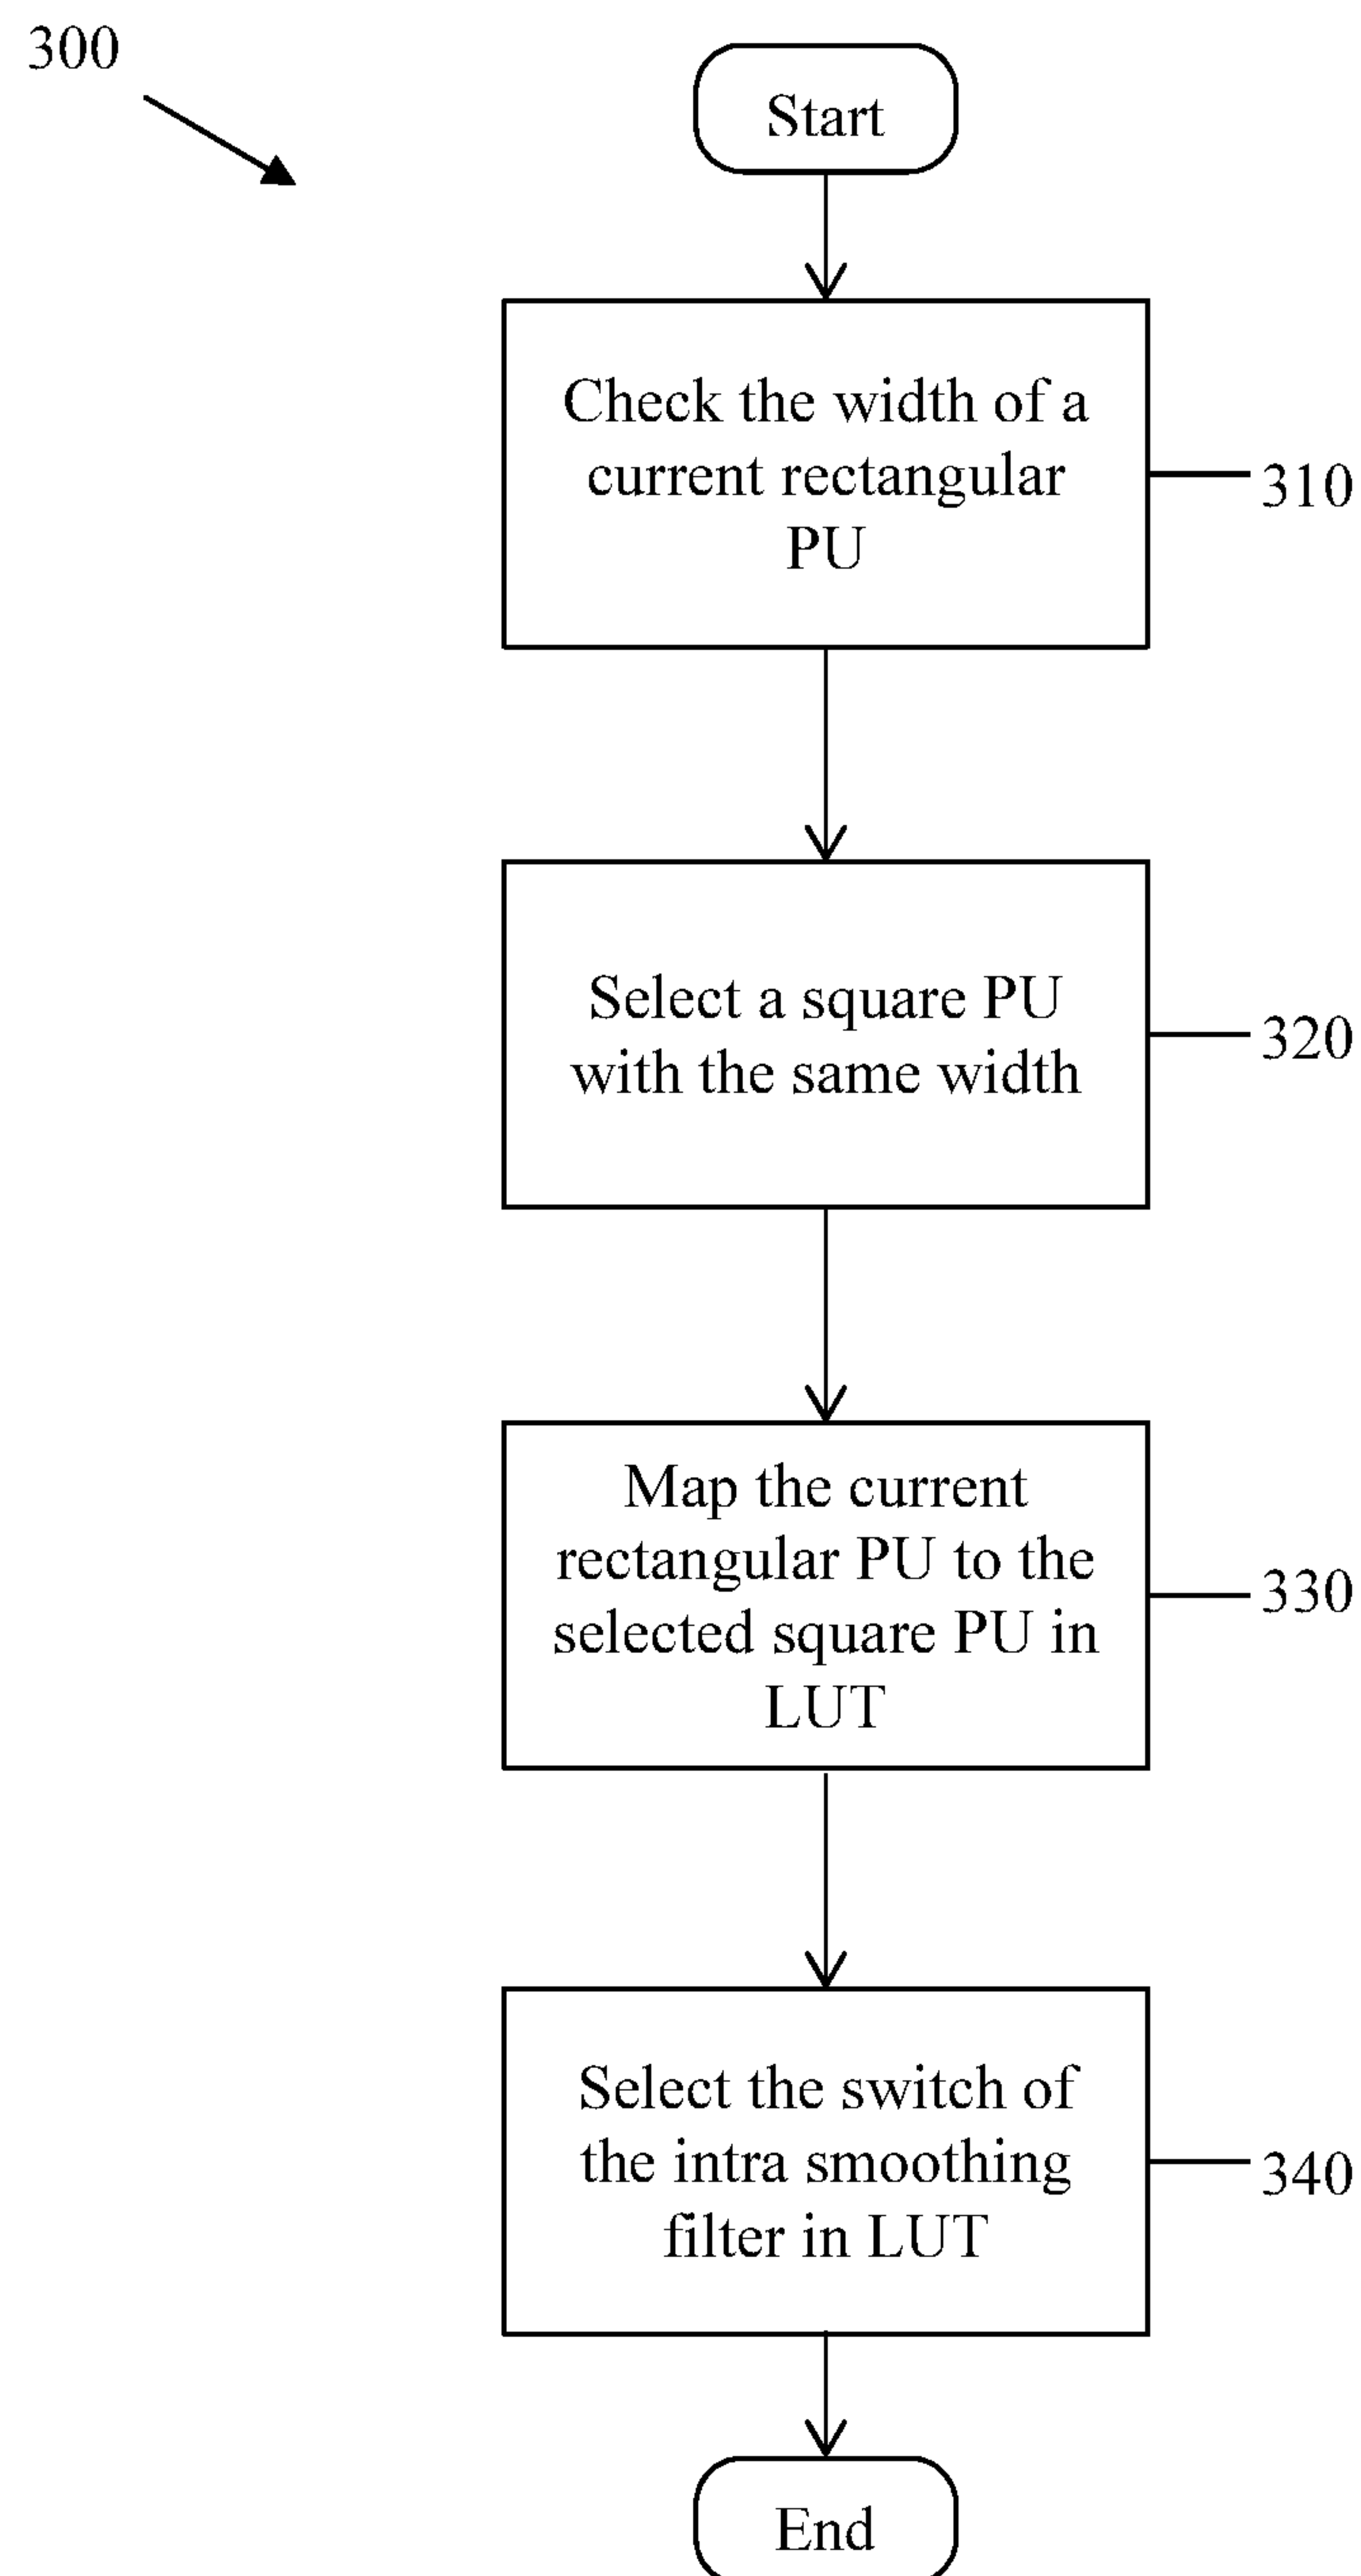 300
Start
Check the width of a
current rectangular
PU
310
Select a square PU
with the same width
320
Map the current
rectangular PU to the
selected square PU in
LUT
330
Select the switch of
the intra smoothing
filter in LUT
340
End